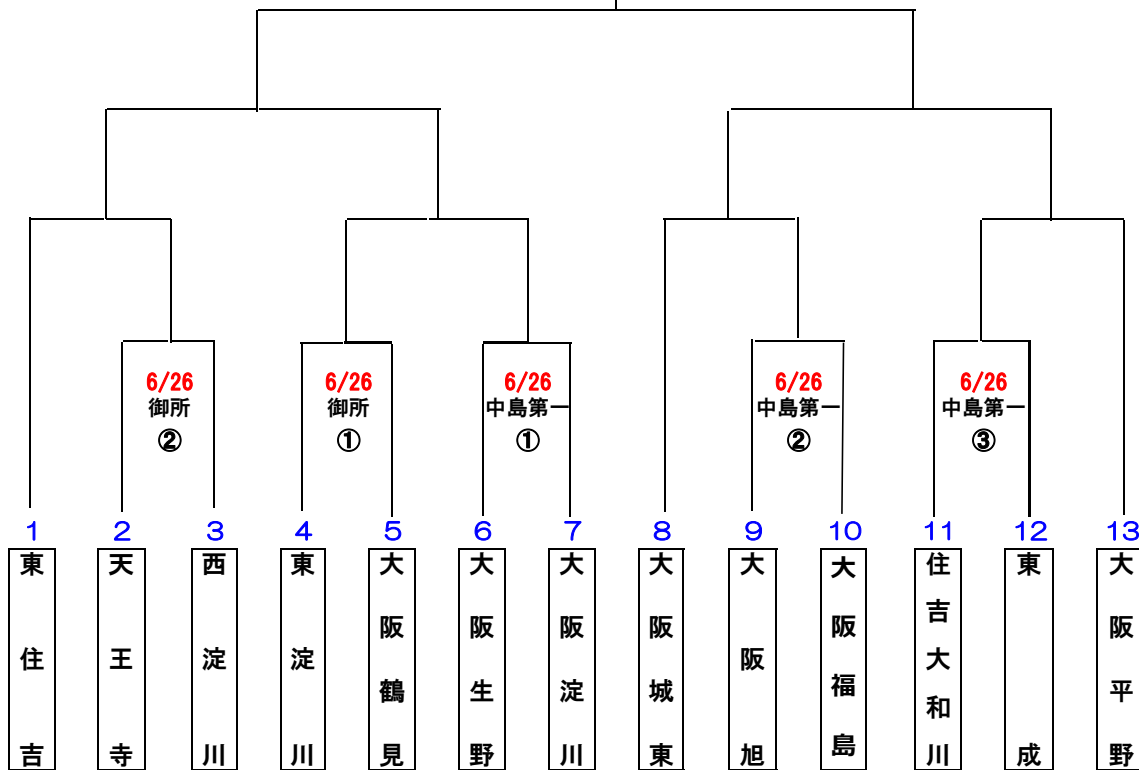 6/26
御所
②
6/26
御所
①
6/26
中島第一
①
6/26
中島第一
②
6/26
中島第一
③
1
2
3
4
5
6
7
8
9
10
11
12
13
東住吉
天王寺
西淀川
東淀川
大阪鶴見
大阪生野
大阪淀川
大阪城東
大阪旭
大阪福島
住吉大和川
東成
大阪平野